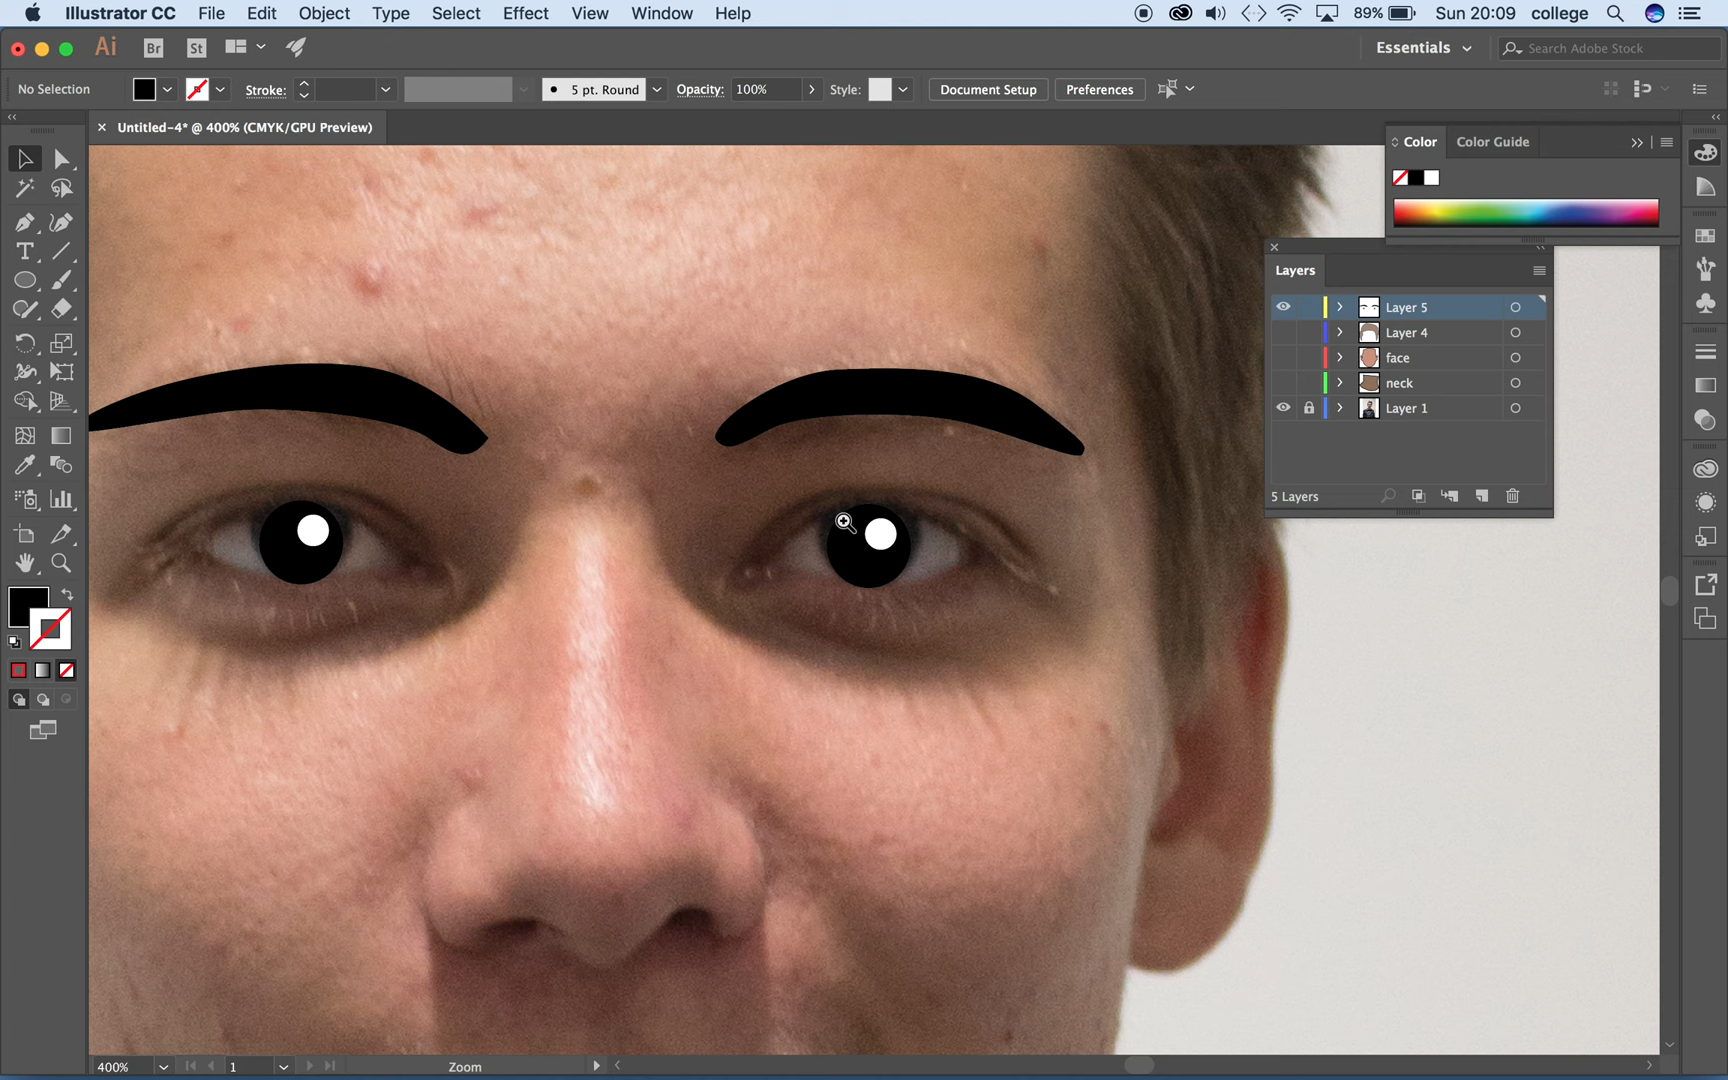 Illustrator CC File Edit Object Type Select Effect View Window Help 89% Sun 20:09 college
Ai Br St Essentials Search Adobe Stock
No Selection Stroke: 5 pt. Round Opacity: 100% Style: Document Setup Preferences
Untitled-4* @ 400% (CMYK/GPU Preview)
Color Color Guide
Layers
Layer 5
Layer 4
face
neck
Layer 1
5 Layers
400% 1 Zoom